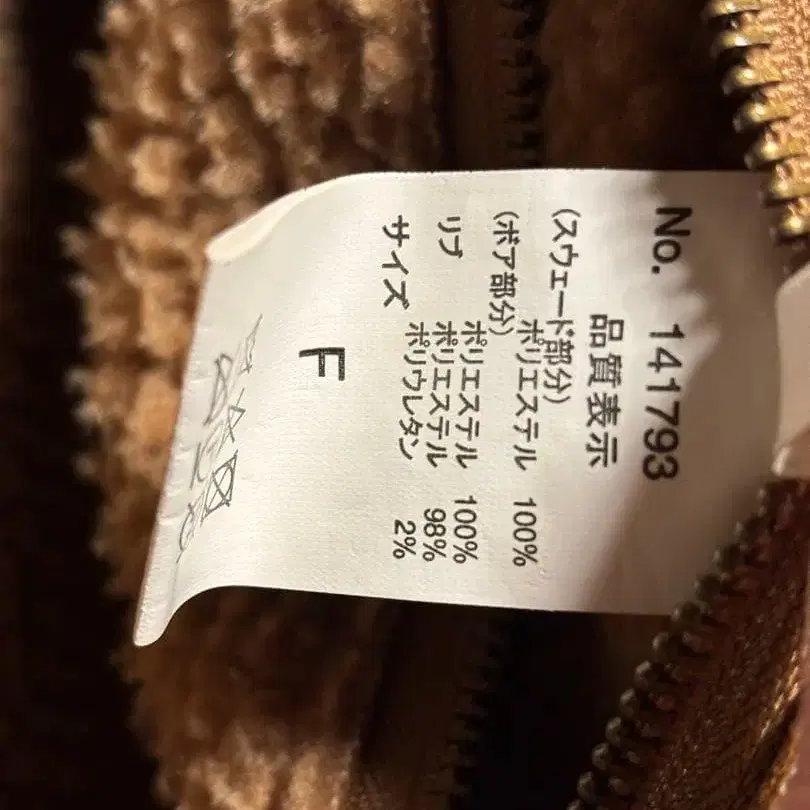 No. 141793
品質表示
(スウェード部分)
ポリエステル 100%
(ボア部分)
ポリエステル 100%
リブ ポリエステル 98%
ポリウレタン 2%
サイズ
F